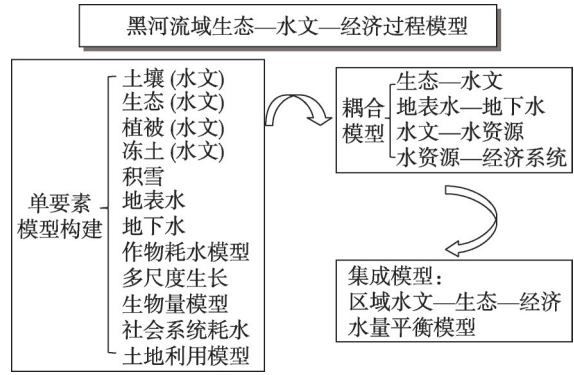 黑河流域生态—水文—经济过程模型
单要素
模型构建
土壤 (水文)
生态 (水文)
植被 (水文)
冻土 (水文)
积雪
地表水
地下水
作物耗水模型
多尺度生长
生物量模型
社会系统耗水
土地利用模型
耦合
模型
生态—水文
地表水—地下水
水文—水资源
水资源—经济系统
集成模型：
区域水文—生态—经济
水量平衡模型